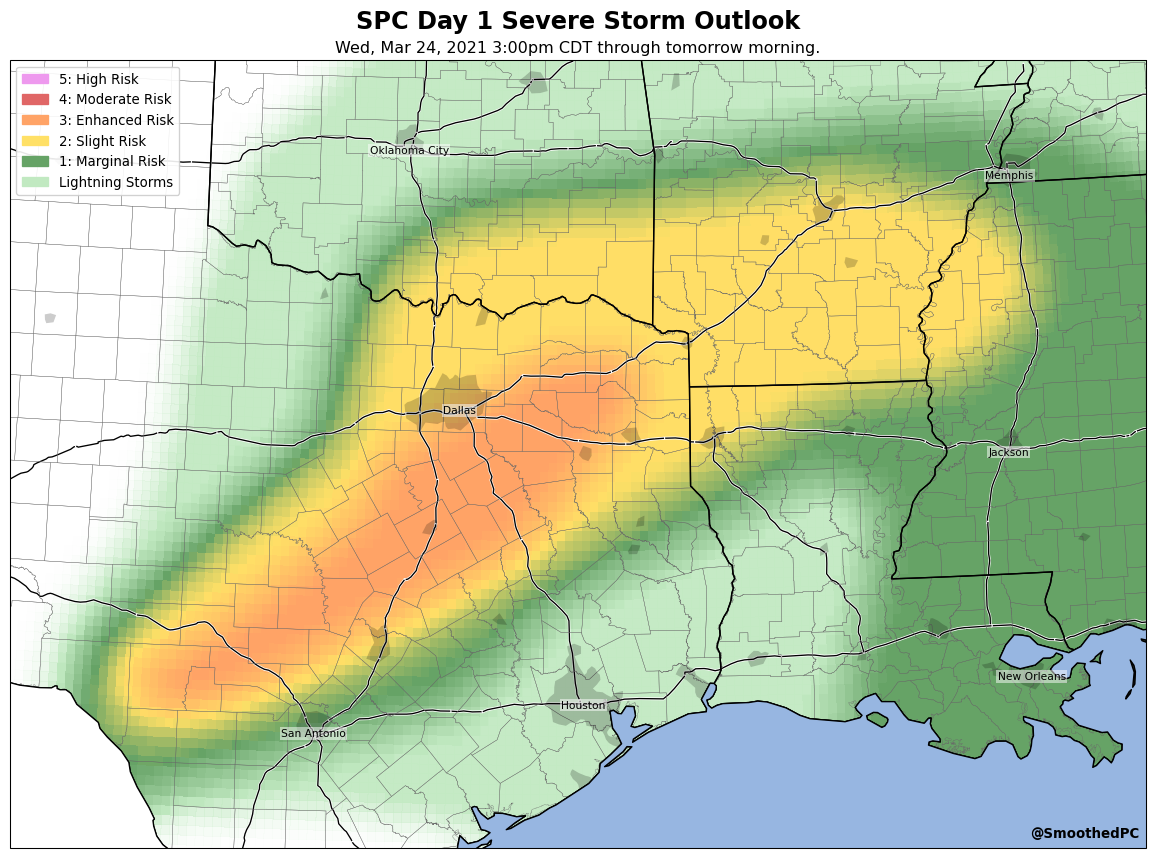 SPC Day 1 Severe Storm Outlook
Wed, Mar 24, 2021 3:00pm CDT through tomorrow morning.
5: High Risk
4: Moderate Risk
3: Enhanced Risk
2: Slight Risk
1: Marginal Risk
Lightning Storms
Oklahoma City
Memphis
Dallas
Jackson
New Orleans
Houston
San Antonio
@SmoothedPC